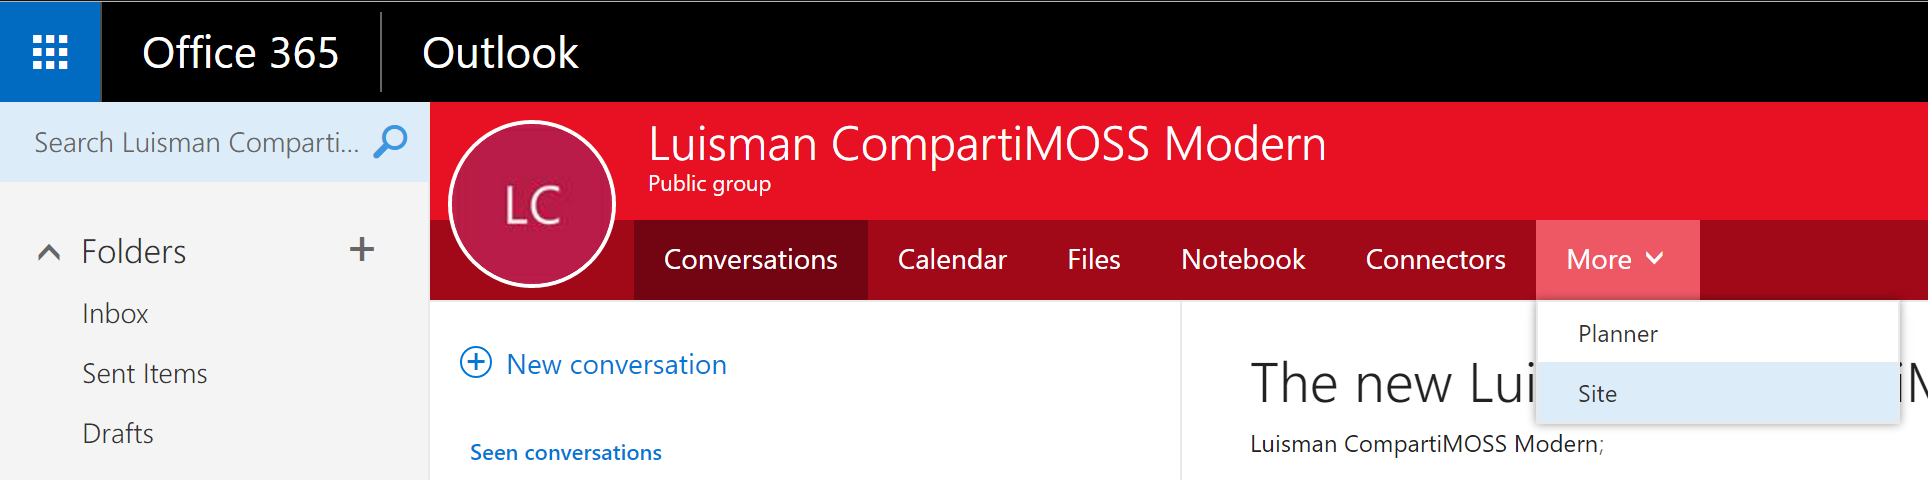 Office 365
Outlook
Search Luisman Comparti...
LC
Luisman CompartiMOSS Modern
Public group
Conversations
Calendar
Files
Notebook
Connectors
More
Planner
Site
Folders
Inbox
Sent Items
Drafts
New conversation
Seen conversations
The new Lui
Luisman CompartiMOSS Modern;